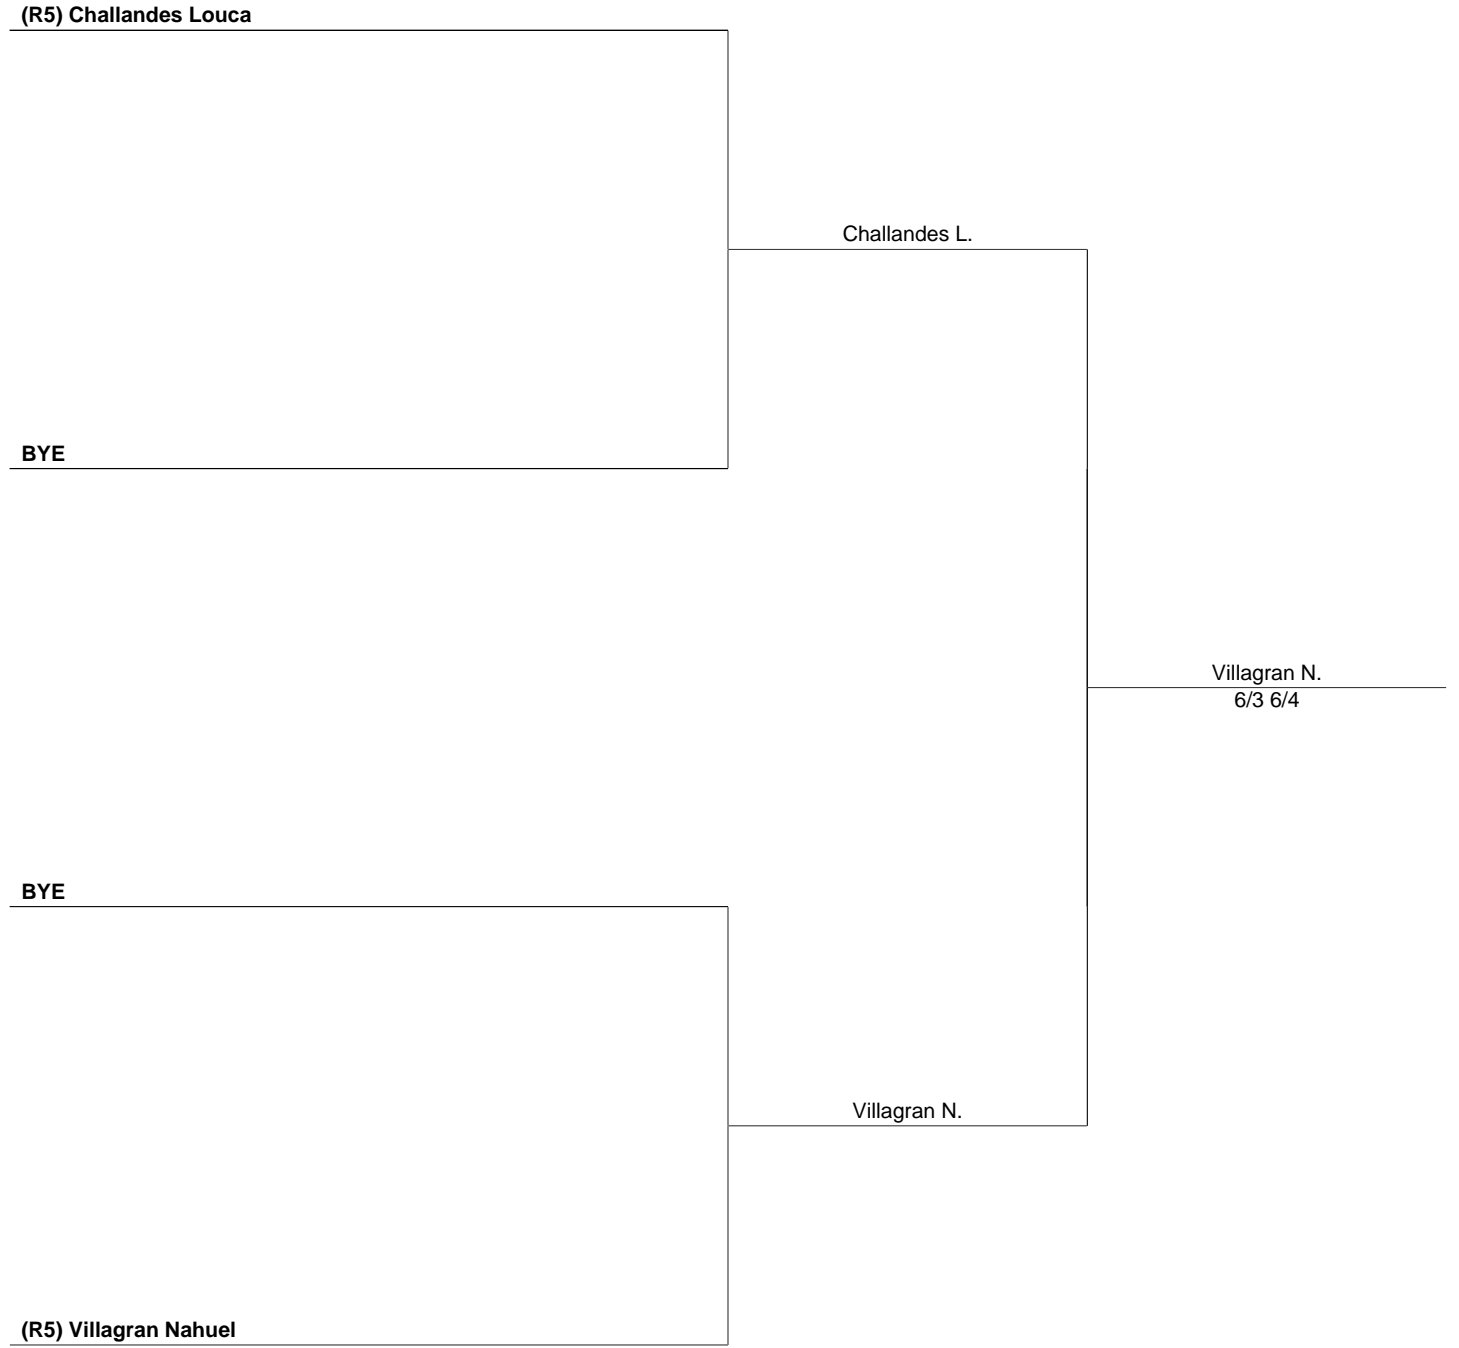 (R5) Challandes Louca
Challandes L.
BYE
Villagran N.
6/3 6/4
BYE
Villagran N.
(R5) Villagran Nahuel